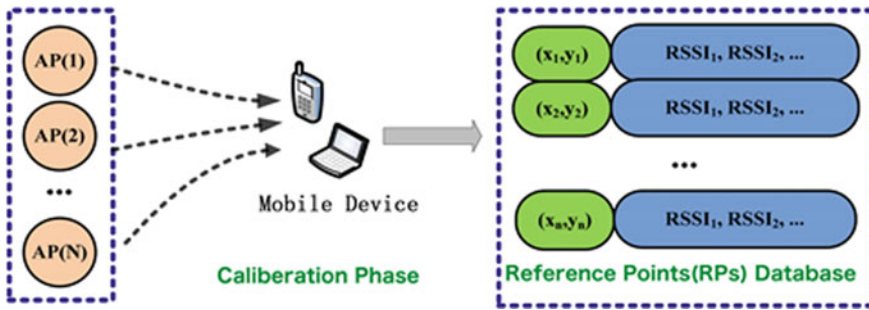 AP(1)
AP(2)
...
AP(N)
Mobile Device
Caliberation Phase
(x₁,y₁) RSSI₁, RSSI₂, ...
(x₂,y₂) RSSI₁, RSSI₂, ...
...
(xₙ,yₙ) RSSI₁, RSSI₂, ...
Reference Points(RPs) Database